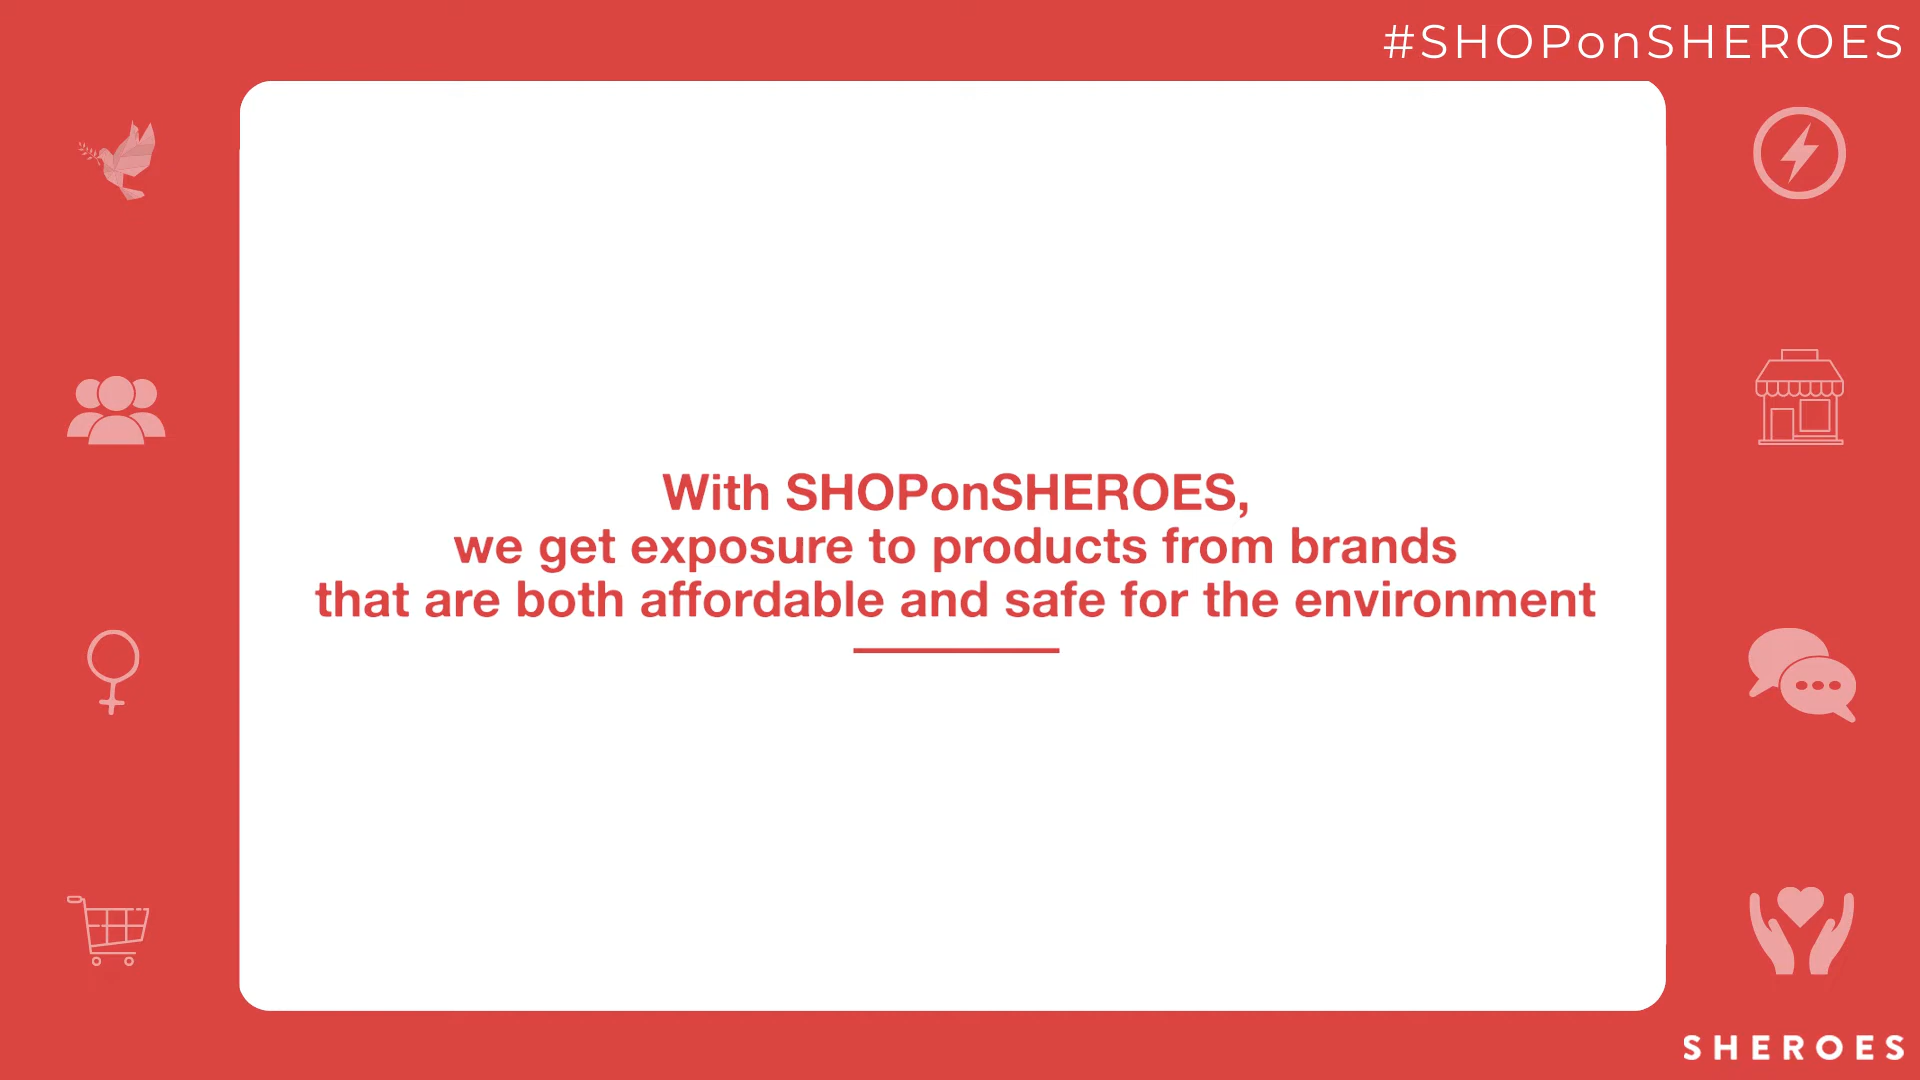 #SHOPonSHEROES
With SHOPonSHEROES,
we get exposure to products from brands
that are both affordable and safe for the environment
SHEROES